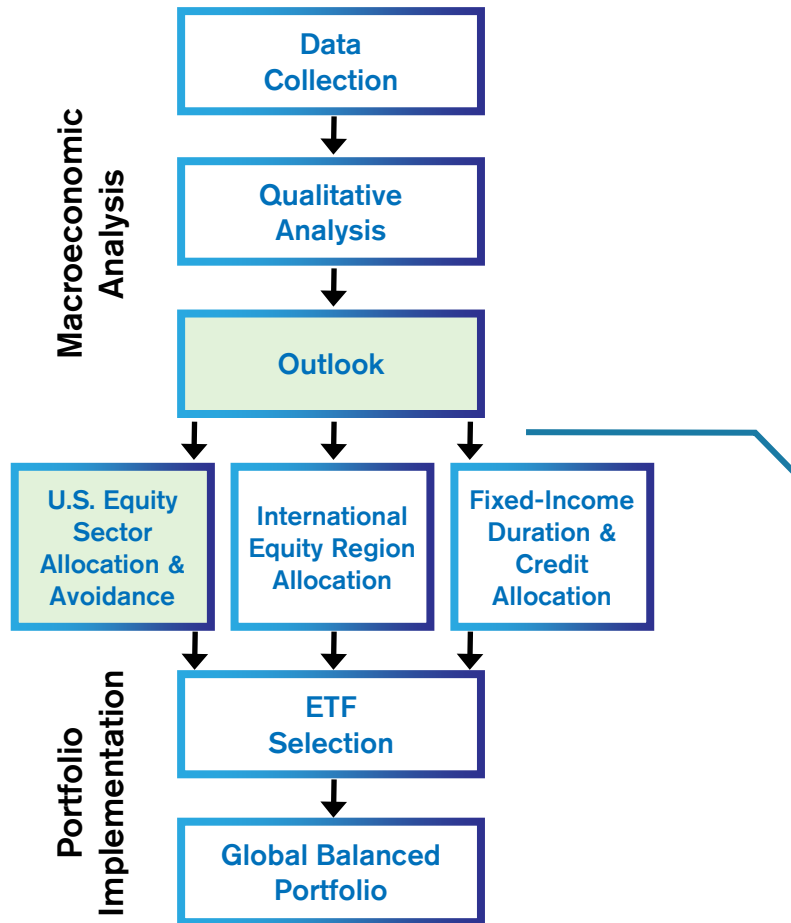 Macroeconomic
Analysis
Data
Collection
Qualitative
Analysis
Outlook
U.S. Equity
Sector
Allocation &
Avoidance
International
Equity Region
Allocation
Fixed-Income
Duration &
Credit
Allocation
Portfolio
Implementation
ETF
Selection
Global Balanced
Portfolio